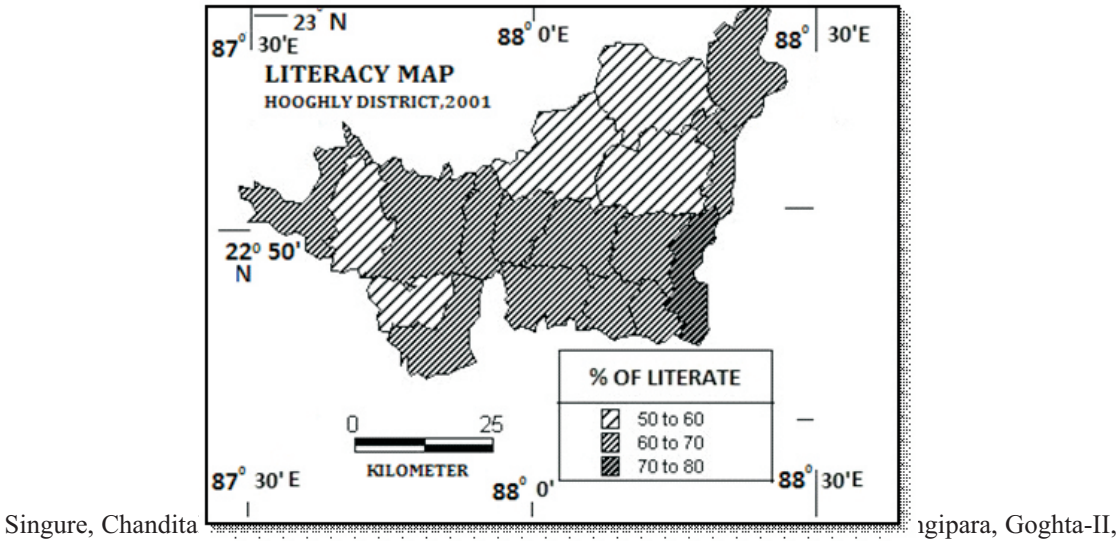 23° N
87° 30'E 88° 0'E 88° 30'E
LITERACY MAP
HOOGHLY DISTRICT,2001
22° 50'
N
% OF LITERATE
50 to 60
60 to 70
70 to 80
0 25
KILOMETER
87° 30'E 88° 0' 88° 30'E
Singure, Chandita ngipara, Goghta-II,